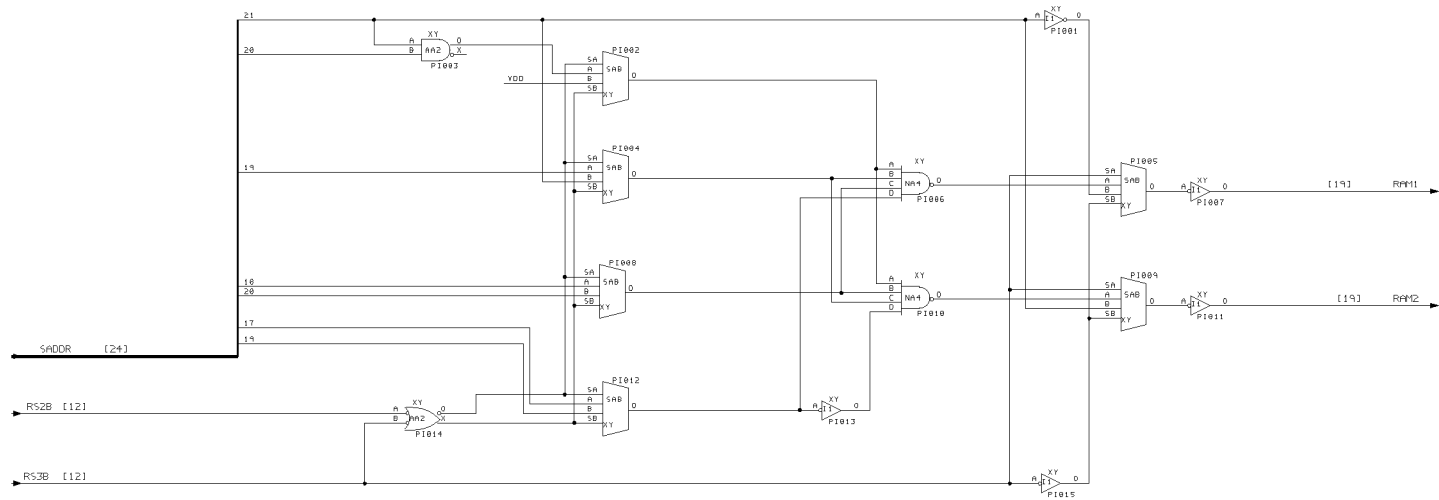 21
A XY O
I1
PI001
XY
A O
B AA2 X
PI003
20
PI002
SA
A SAB
B O
SB XY
VDD
PI004
SA
A SAB
B O
SB XY
19
XY
A
B
C NA4 O
D
PI006
PI005
SA
A SAB
B O
SB XY
XY
A I1 O
PI007
[19] RAM1
PI008
SA
A SAB
B O
SB XY
18
20
XY
A
B
C NA4 O
D
PI010
PI009
SA
A SAB
B O
SB XY
XY
A I1 O
PI011
[19] RAM2
17
19
SADDR [24]
PI012
SA
A SAB
B O
SB XY
XY
A I1 O
PI013
RS2B [12]
XY
A O
B AA2 X
PI014
RS3B [12]
XY
A I1 O
PI015